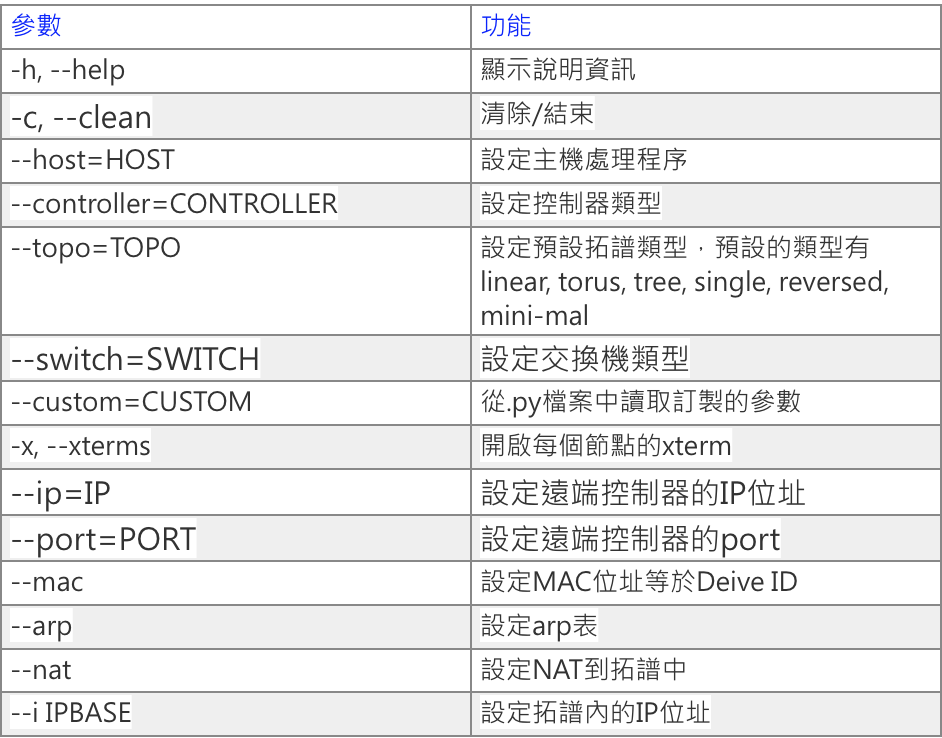 參數 功能
-h, --help 顯示說明資訊
-c, --clean 清除/結束
--host=HOST 設定主機處理程序
--controller=CONTROLLER 設定控制器類型
--topo=TOPO 設定預設拓譜類型，預設的類型有
linear, torus, tree, single, reversed,
mini-mal
--switch=SWITCH 設定交換機類型
--custom=CUSTOM 從.py檔案中讀取訂製的參數
-x, --xterms 開啟每個節點的xterm
--ip=IP 設定遠端控制器的IP位址
--port=PORT 設定遠端控制器的port
--mac 設定MAC位址等於Deive ID
--arp 設定arp表
--nat 設定NAT到拓譜中
--i IPBASE 設定拓譜內的IP位址